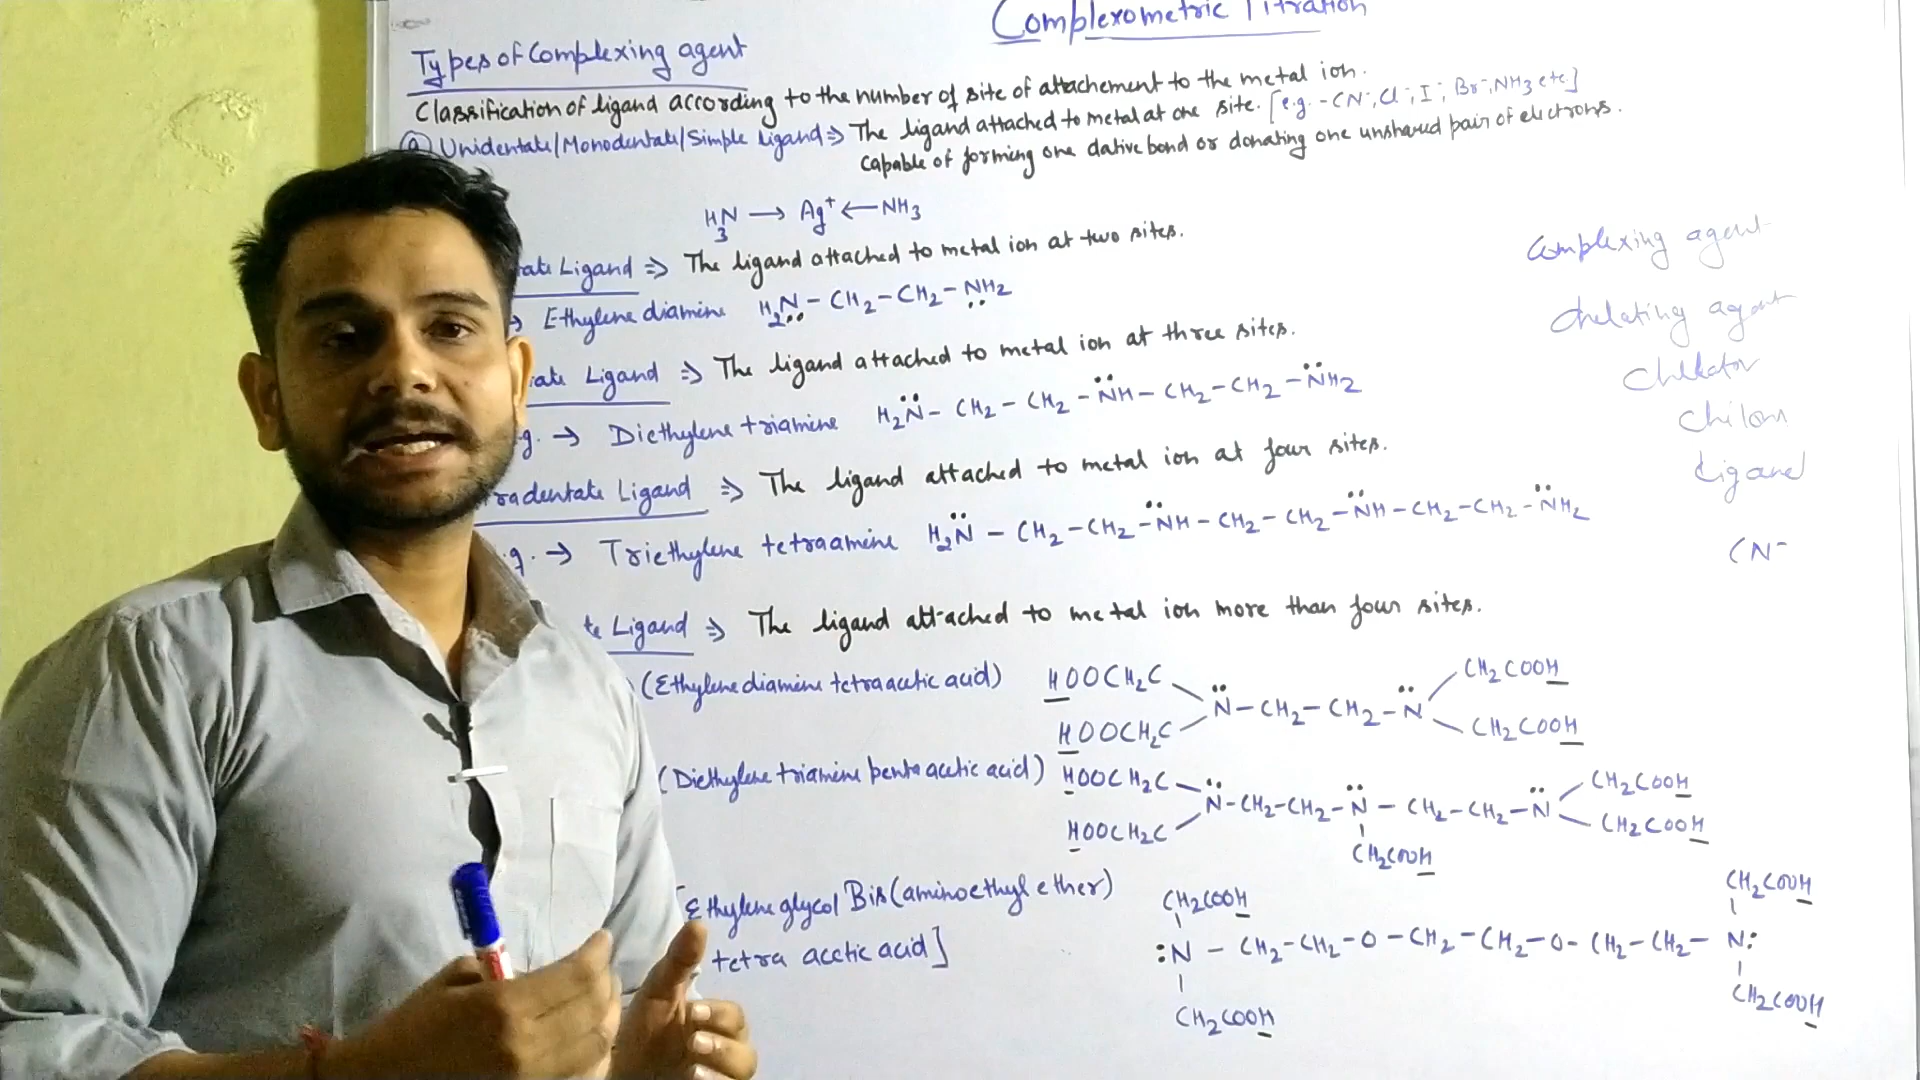 Complexometric Titration
Types of Complexing agent
Classification of ligand according to the number of site of attachement to the metal ion.
(a) Unidentate/Monodentate/Simple ligand ⇒ The ligand attached to metal at one site. [e.g. - CN⁻, Cl⁻, I⁻, Br⁻, NH3 etc.]
Capable of forming one dative bond or donating one unshared pair of electrons.
H3N → Ag⁺ ← NH3
ate Ligand ⇒ The ligand attached to metal ion at two sites.
→ Ethylene diamine H2N - CH2 - CH2 - NH2
ate Ligand ⇒ The ligand attached to metal ion at three sites.
g. → Diethylene triamine H2N - CH2 - CH2 - NH - CH2 - CH2 - NH2
radentate Ligand ⇒ The ligand attached to metal ion at four sites.
.g. → Triethylene tetraamine H2N - CH2 - CH2 - NH - CH2 - CH2 - NH - CH2 - CH2 - NH2
te Ligand ⇒ The ligand attached to metal ion more than four sites.
(Ethylene diamine tetra acetic acid) HOOCH2C CH2COOH
N - CH2 - CH2 - N
HOOCH2C CH2COOH
(Diethylene triamine penta acetic acid) HOOCH2C CH2COOH
N - CH2 - CH2 - N - CH2 - CH2 - N
HOOCH2C CH2COOH
CH2COOH
[Ethylene glycol Bis (aminoethyl ether)
tetra acetic acid]
CH2COOH CH2COOH
:N - CH2 - CH2 - O - CH2 - CH2 - O - CH2 - CH2 - N:
CH2COOH CH2COOH
Complexing agent
Chelating agent
Ligand
CN⁻